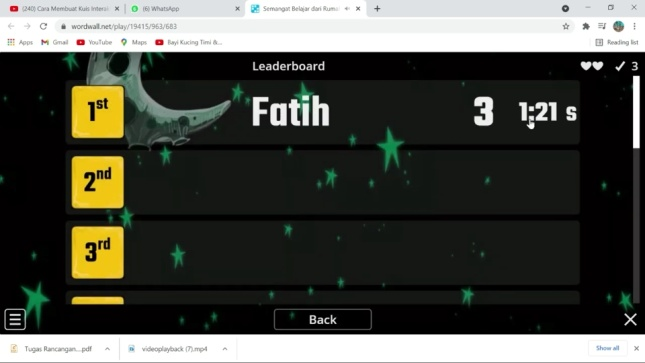 (240) Cara Membuat Kuis Intera
(6) WhatsApp
Semangat Belajar dari Ruma
wordwall.net/play/19415/963/683
Apps
Gmail
YouTube
Maps
Bayi Kucing Timi &...
Reading list
Leaderboard
3
1st
Fatih
3
1:21 s
2nd
3rd
Back
Tugas Rancangan....pdf
videoplayback (7).mp4
Show all